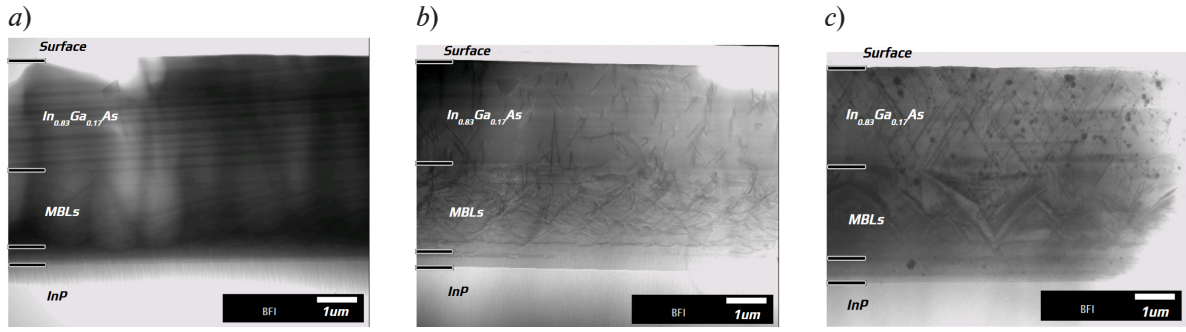 a)
Surface
In0.83Ga0.17As
MBLs
InP
BFI
1um
b)
Surface
In0.83Ga0.17As
MBLs
InP
BFI
1um
c)
Surface
In0.83Ga0.17As
MBLs
InP
BFI
1um